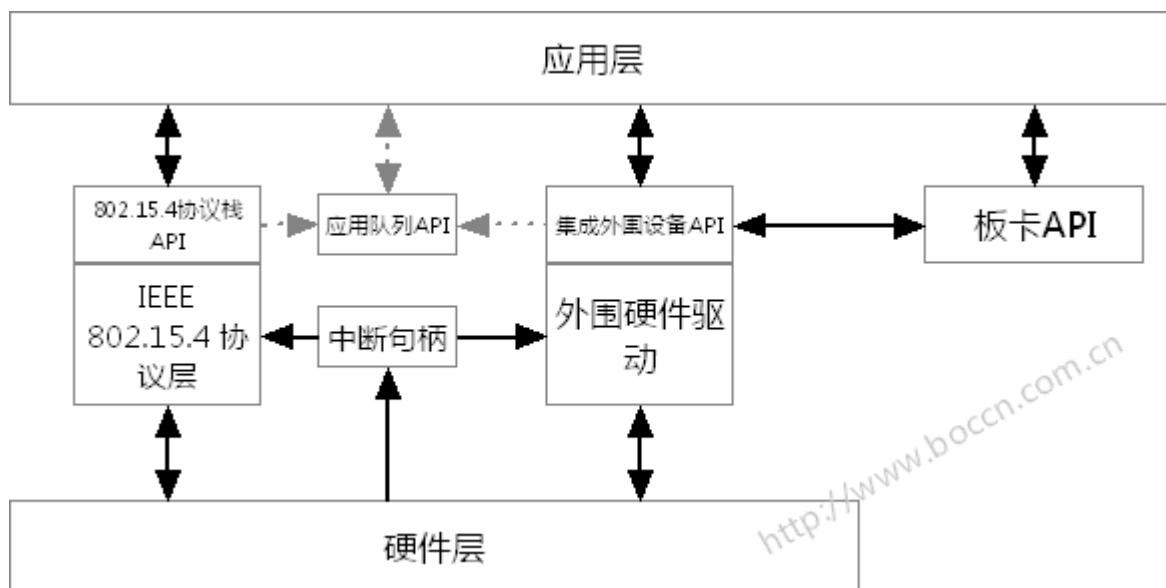 应用层
802.15.4协议栈
API
应用队列API
集成外围设备API
板卡API
IEEE
802.15.4 协
议层
中断句柄
外围硬件驱
动
硬件层
http://www.boccn.com.cn